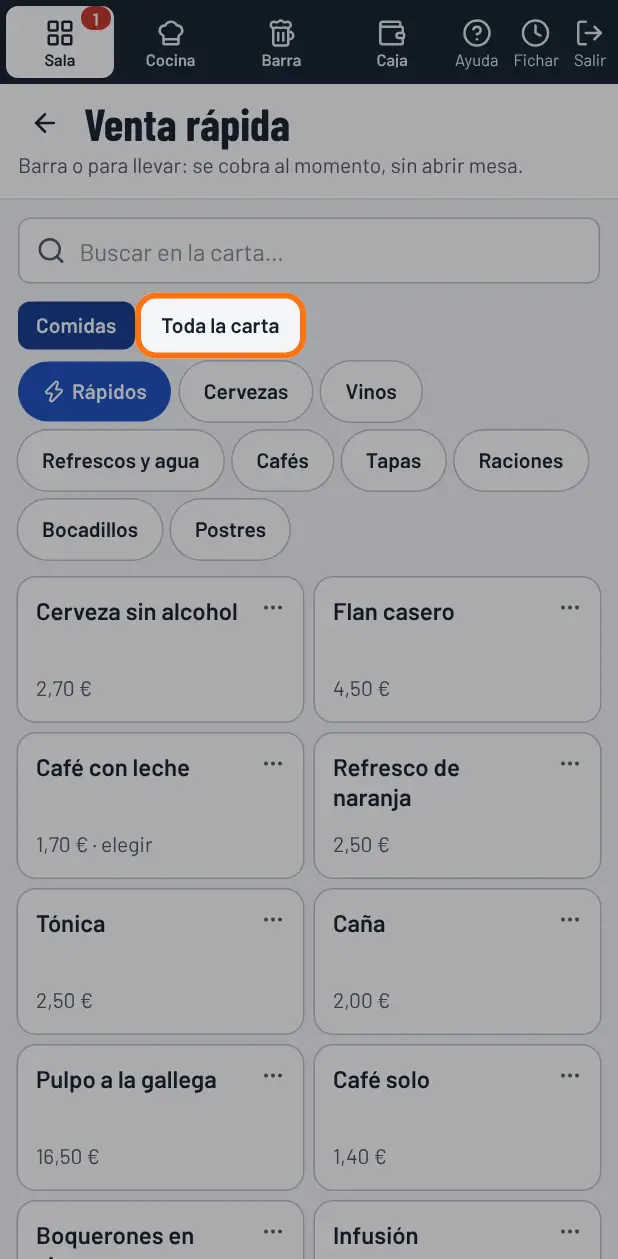 1
Sala
Cocina
Barra
Caja
Ayuda
Fichar
Salir
Venta rápida
Barra o para llevar: se cobra al momento, sin abrir mesa.
Buscar en la carta...
Comidas
Toda la carta
Rápidos
Cervezas
Vinos
Refrescos y agua
Cafés
Tapas
Raciones
Bocadillos
Postres
Cerveza sin alcohol
2,70 €
Flan casero
4,50 €
Café con leche
1,70 € · elegir
Refresco de
naranja
2,50 €
Tónica
2,50 €
Caña
2,00 €
Pulpo a la gallega
16,50 €
Café solo
1,40 €
Boquerones en
Infusión